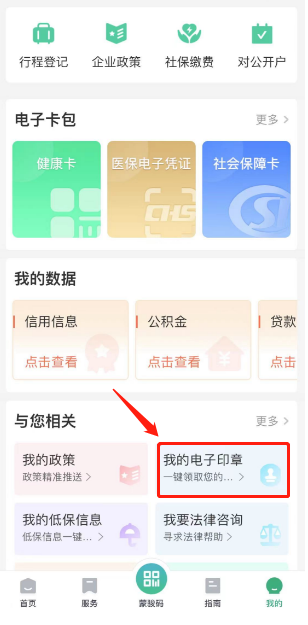 行程登记 企业政策 社保缴费 对公开户
电子卡包 更多 >
健康卡 医保电子凭证 社会保障卡
CHS
我的数据
信用信息 公积金 贷款
点击查看 点击查看 点击
与您相关 更多 >
我的政策 我的电子印章
政策精准推送 > 一键领取您的... >
我的低保信息 我要法律咨询
低保信息一键... > 寻求法律帮助 >
首页 服务 蒙骏码 指南 我的